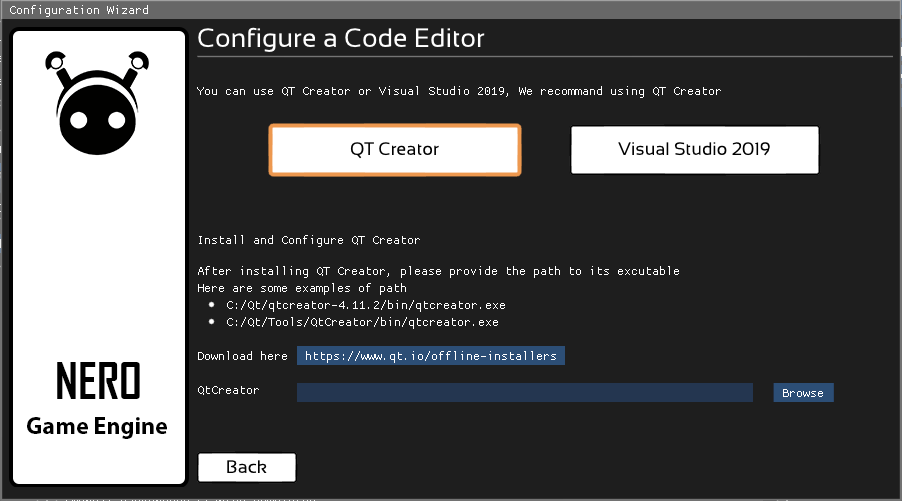 Configuration Wizard
Configure a Code Editor
You can use QT Creator or Visual Studio 2019, We recommand using QT Creator
QT Creator
Visual Studio 2019
Install and Configure QT Creator
After installing QT Creator, please provide the path to its excutable
Here are some examples of path
C:/Qt/qtcreator-4.11.2/bin/qtcreator.exe
C:/Qt/Tools/QtCreator/bin/qtcreator.exe
Download here https://www.qt.io/offline-installers
QtCreator
Browse
NERO
Game Engine
Back